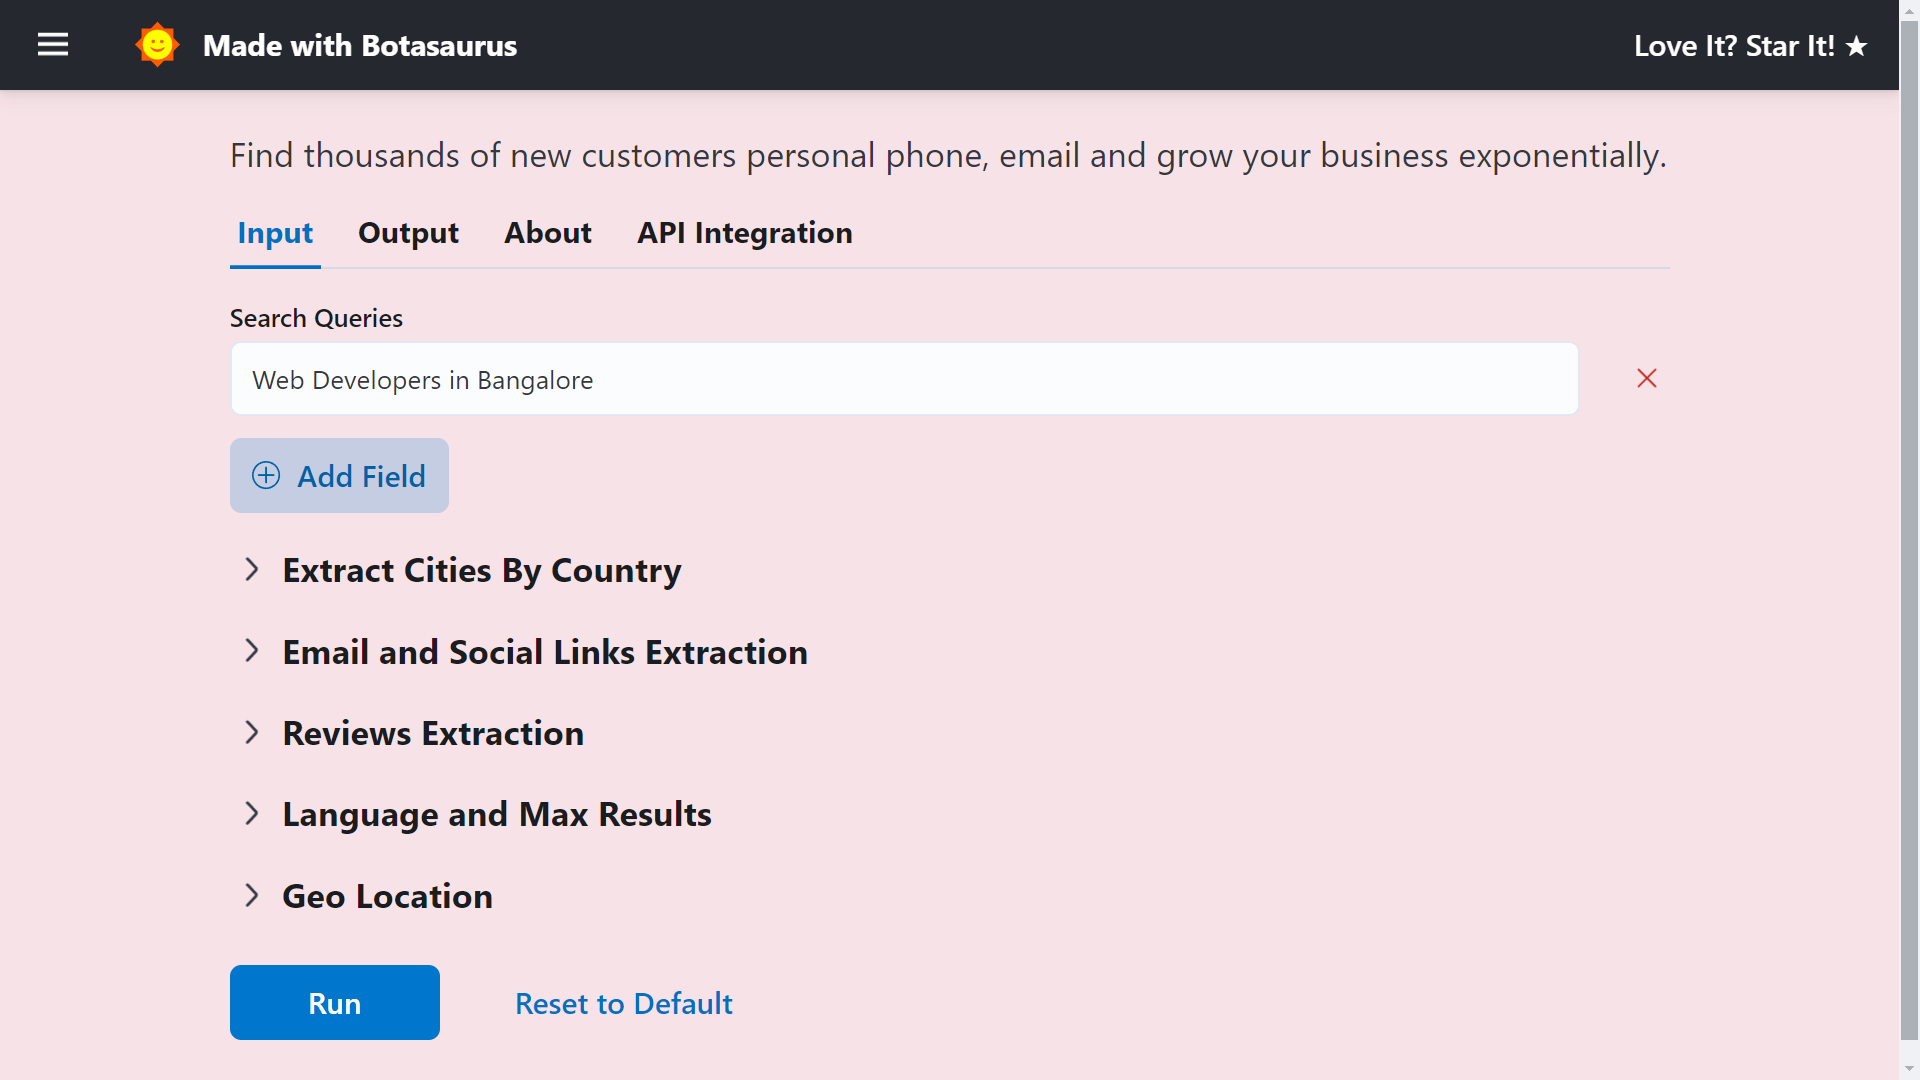 Made with Botasaurus
Love It? Star It! ★
Find thousands of new customers personal phone, email and grow your business exponentially.
Input Output About API Integration
Search Queries
Web Developers in Bangalore
Add Field
Extract Cities By Country
Email and Social Links Extraction
Reviews Extraction
Language and Max Results
Geo Location
Run Reset to Default